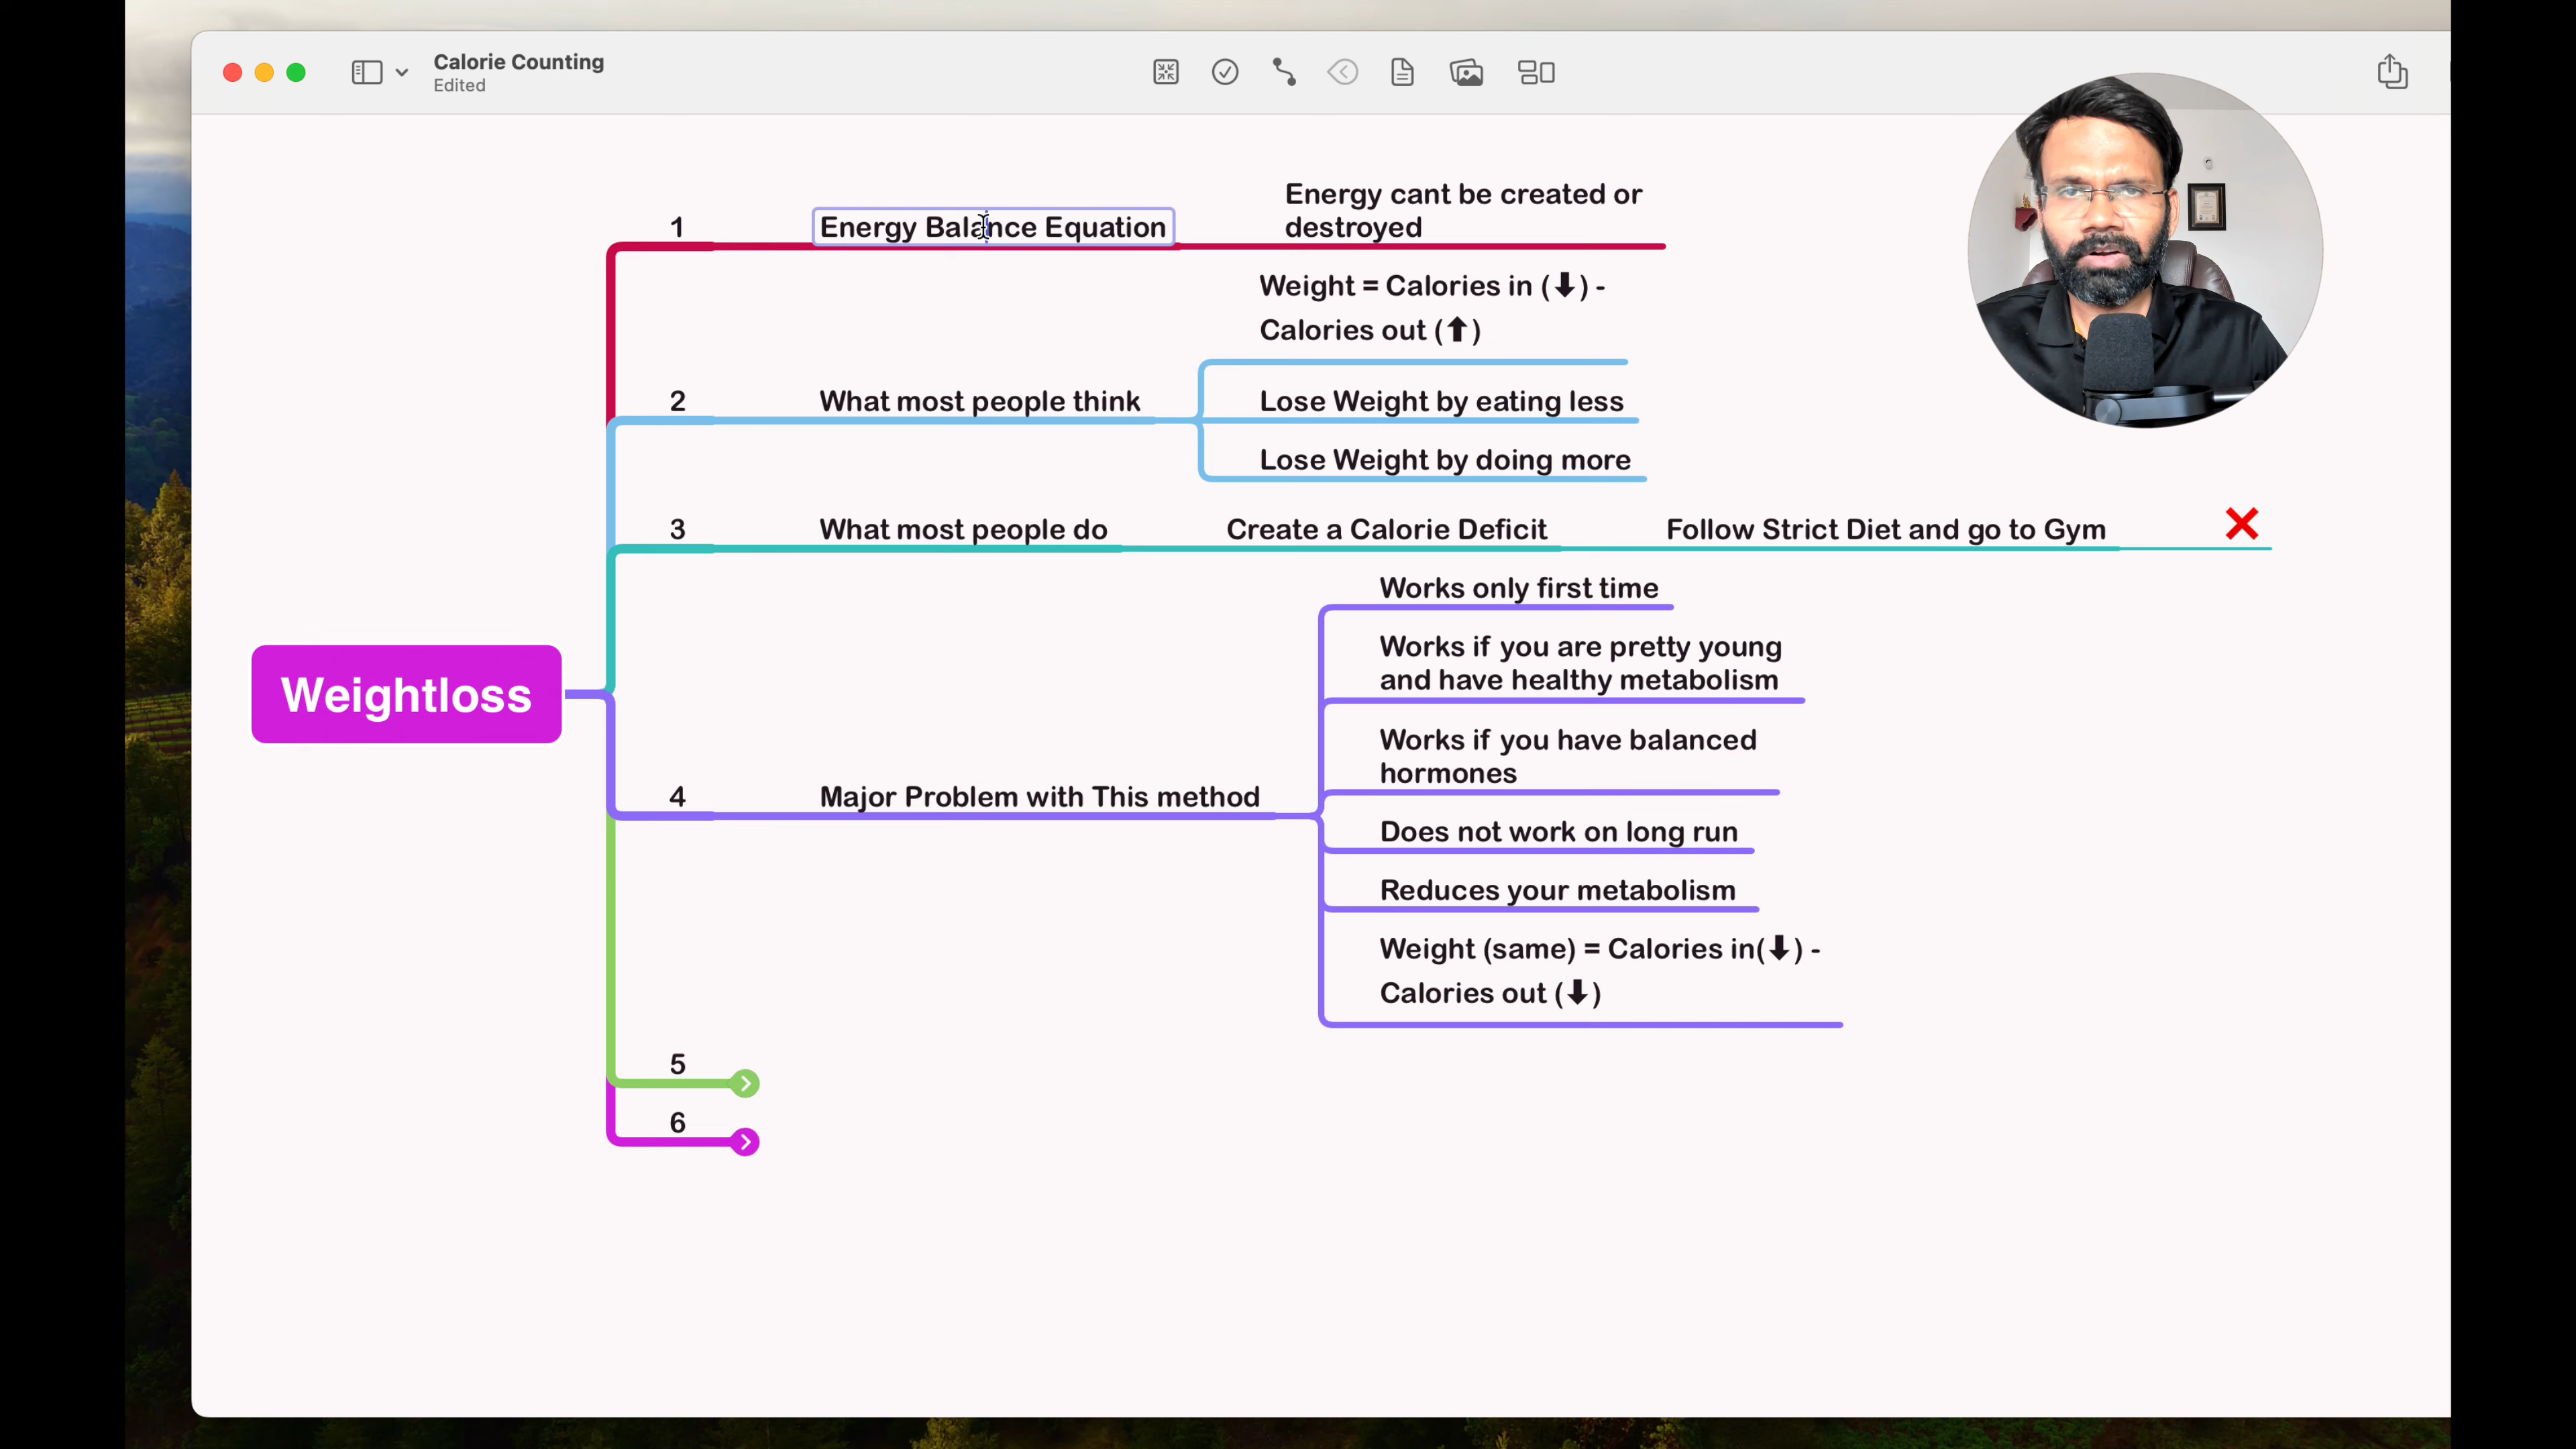 Calorie Counting
Edited
1
Energy Balance Equation
Energy cant be created or
destroyed
Weight = Calories in (⬇) -
Calories out (⬆)
2
What most people think
Lose Weight by eating less
Lose Weight by doing more
3
What most people do
Create a Calorie Deficit
Follow Strict Diet and go to Gym
❌
Weightloss
4
Major Problem with This method
Works only first time
Works if you are pretty young
and have healthy metabolism
Works if you have balanced
hormones
Does not work on long run
Reduces your metabolism
Weight (same) = Calories in(⬇) -
Calories out (⬇)
5
6